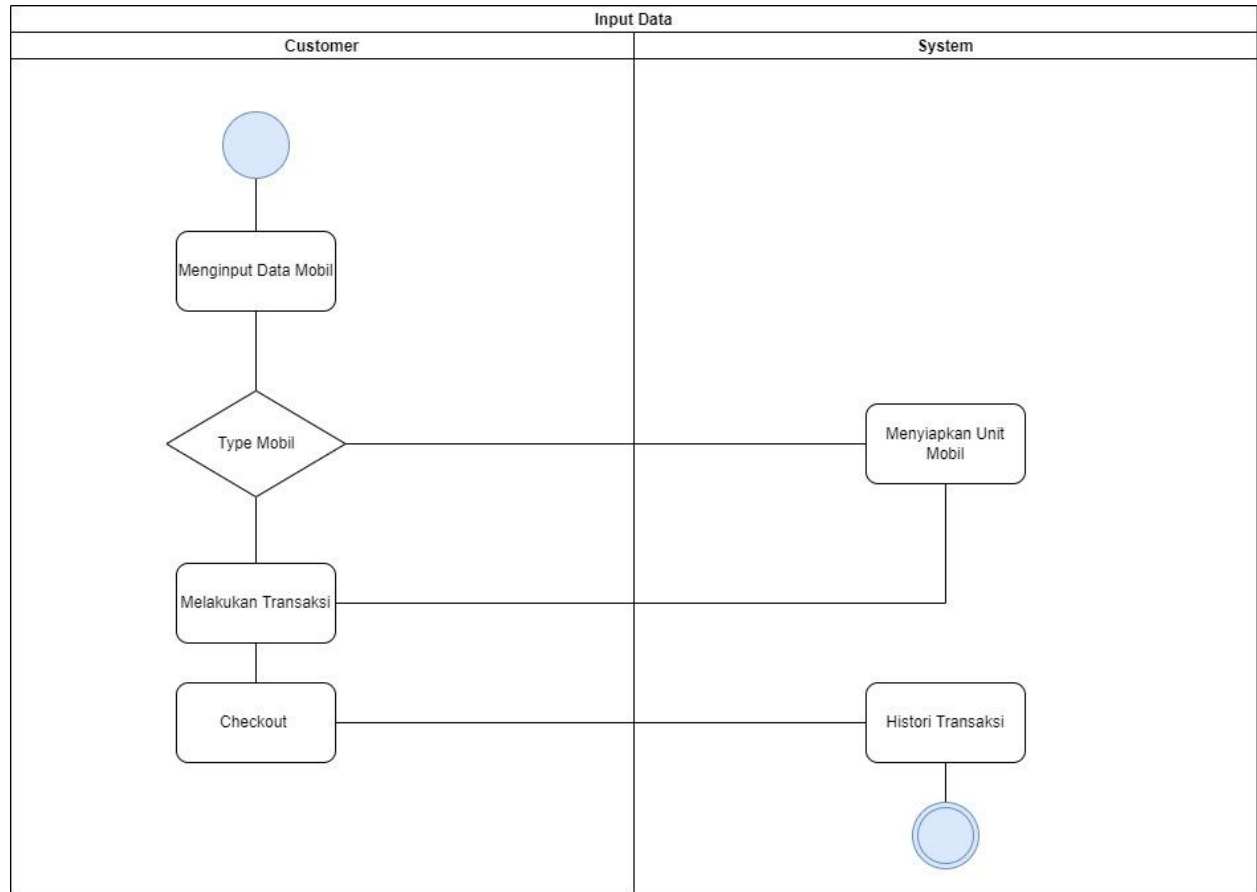 Input Data
Customer
System
Menginput Data Mobil
Type Mobil
Menyiapkan Unit
Mobil
Melakukan Transaksi
Checkout
Histori Transaksi